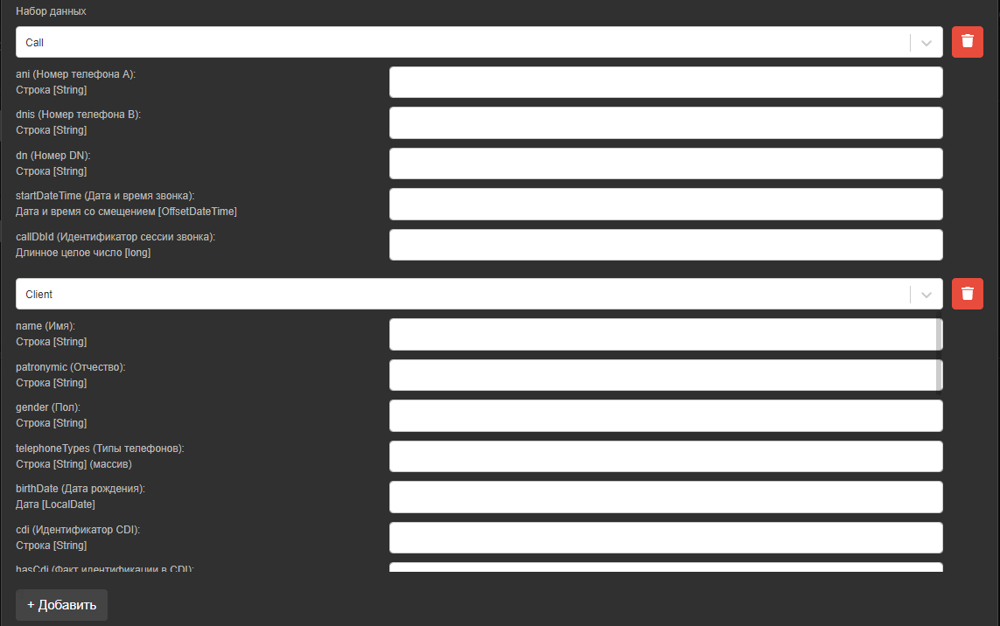 Набор данных
Call
ani (Номер телефона A):
Строка [String]
dnis (Номер телефона B):
Строка [String]
dn (Номер DN):
Строка [String]
startDateTime (Дата и время звонка):
Дата и время со смещением [OffsetDateTime]
callDbId (Идентификатор сессии звонка):
Длинное целое число [long]
Client
name (Имя):
Строка [String]
patronymic (Отчество):
Строка [String]
gender (Пол):
Строка [String]
telephoneTypes (Типы телефонов):
Строка [String] (массив)
birthDate (Дата рождения):
Дата [LocalDate]
cdi (Идентификатор CDI):
Строка [String]
hasCdi (Факт идентификации в CDI):
+ Добавить